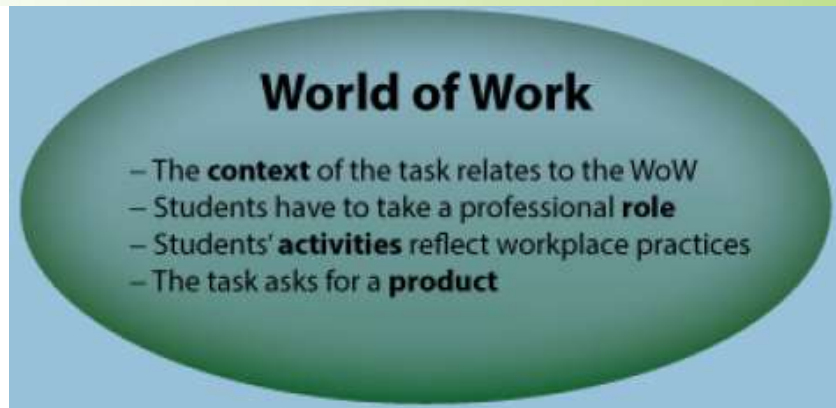 World of Work
– The context of the task relates to the WoW
– Students have to take a professional role
– Students' activities reflect workplace practices
– The task asks for a product